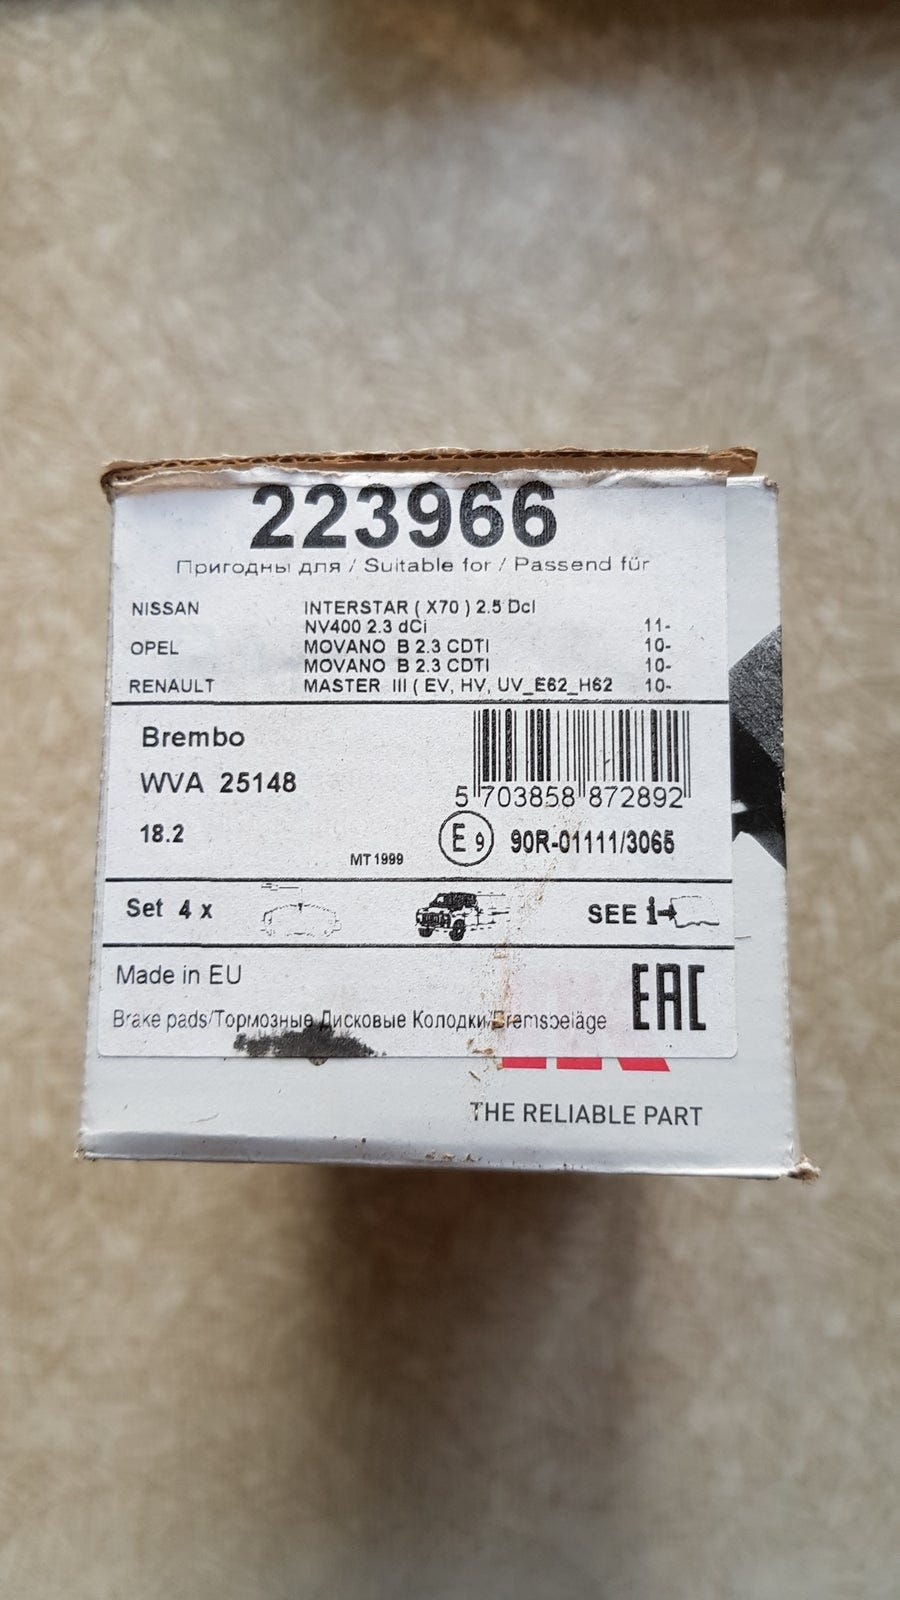 223966
Пригодны для / Suitable for / Passend für
NISSAN INTERSTAR ( X70 ) 2.5 DcI
NV400 2.3 dCi 11-
OPEL MOVANO B 2.3 CDTI 10-
MOVANO B 2.3 CDTI 10-
RENAULT MASTER III ( EV, HV, UV_E62_H62 10-
Brembo
WVA 25148
5 703858 872892
18.2
MT1999
E9 90R-01111/3065
Set 4 x
SEE
Made in EU
EAC
Brake pads/Тормозные Дисковые Колодки/Bremsbeläge
THE RELIABLE PART